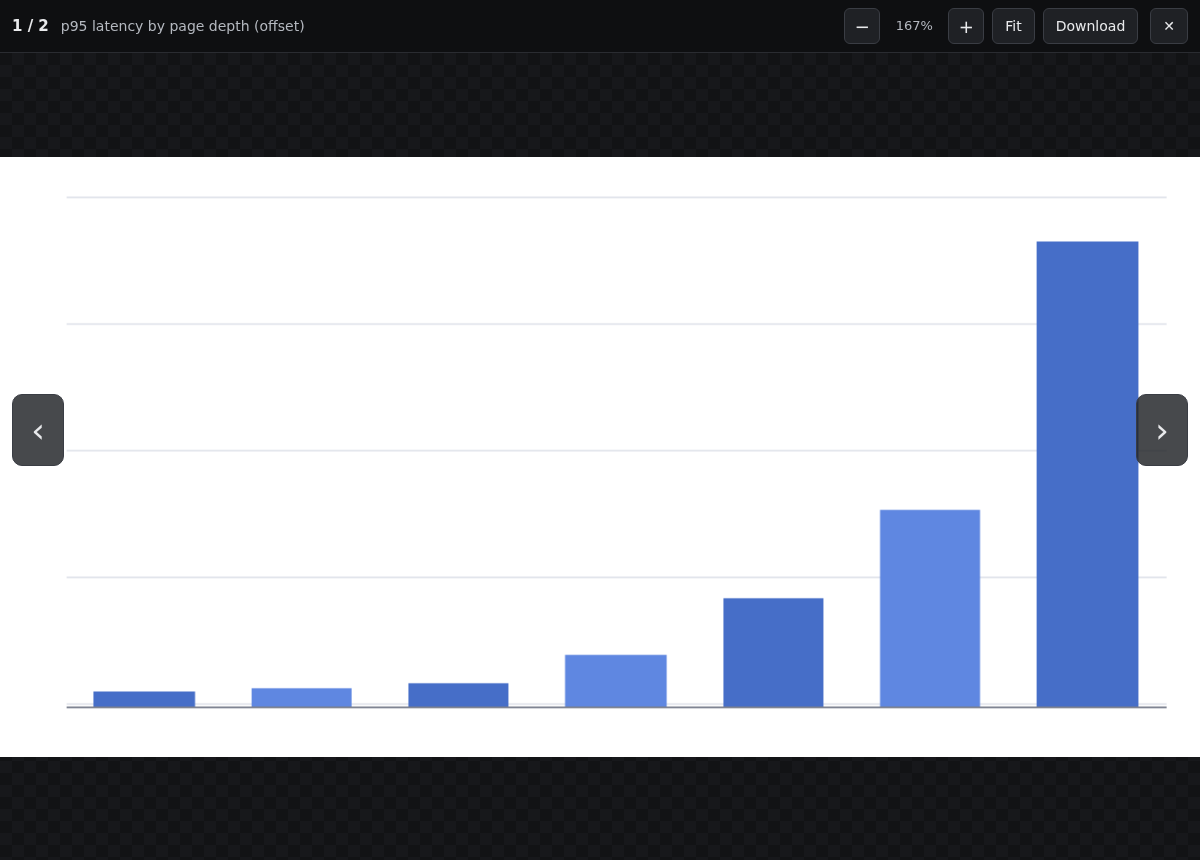 1 / 2 p95 latency by page depth (offset) − 167% + Fit Download ✕
‹ ›